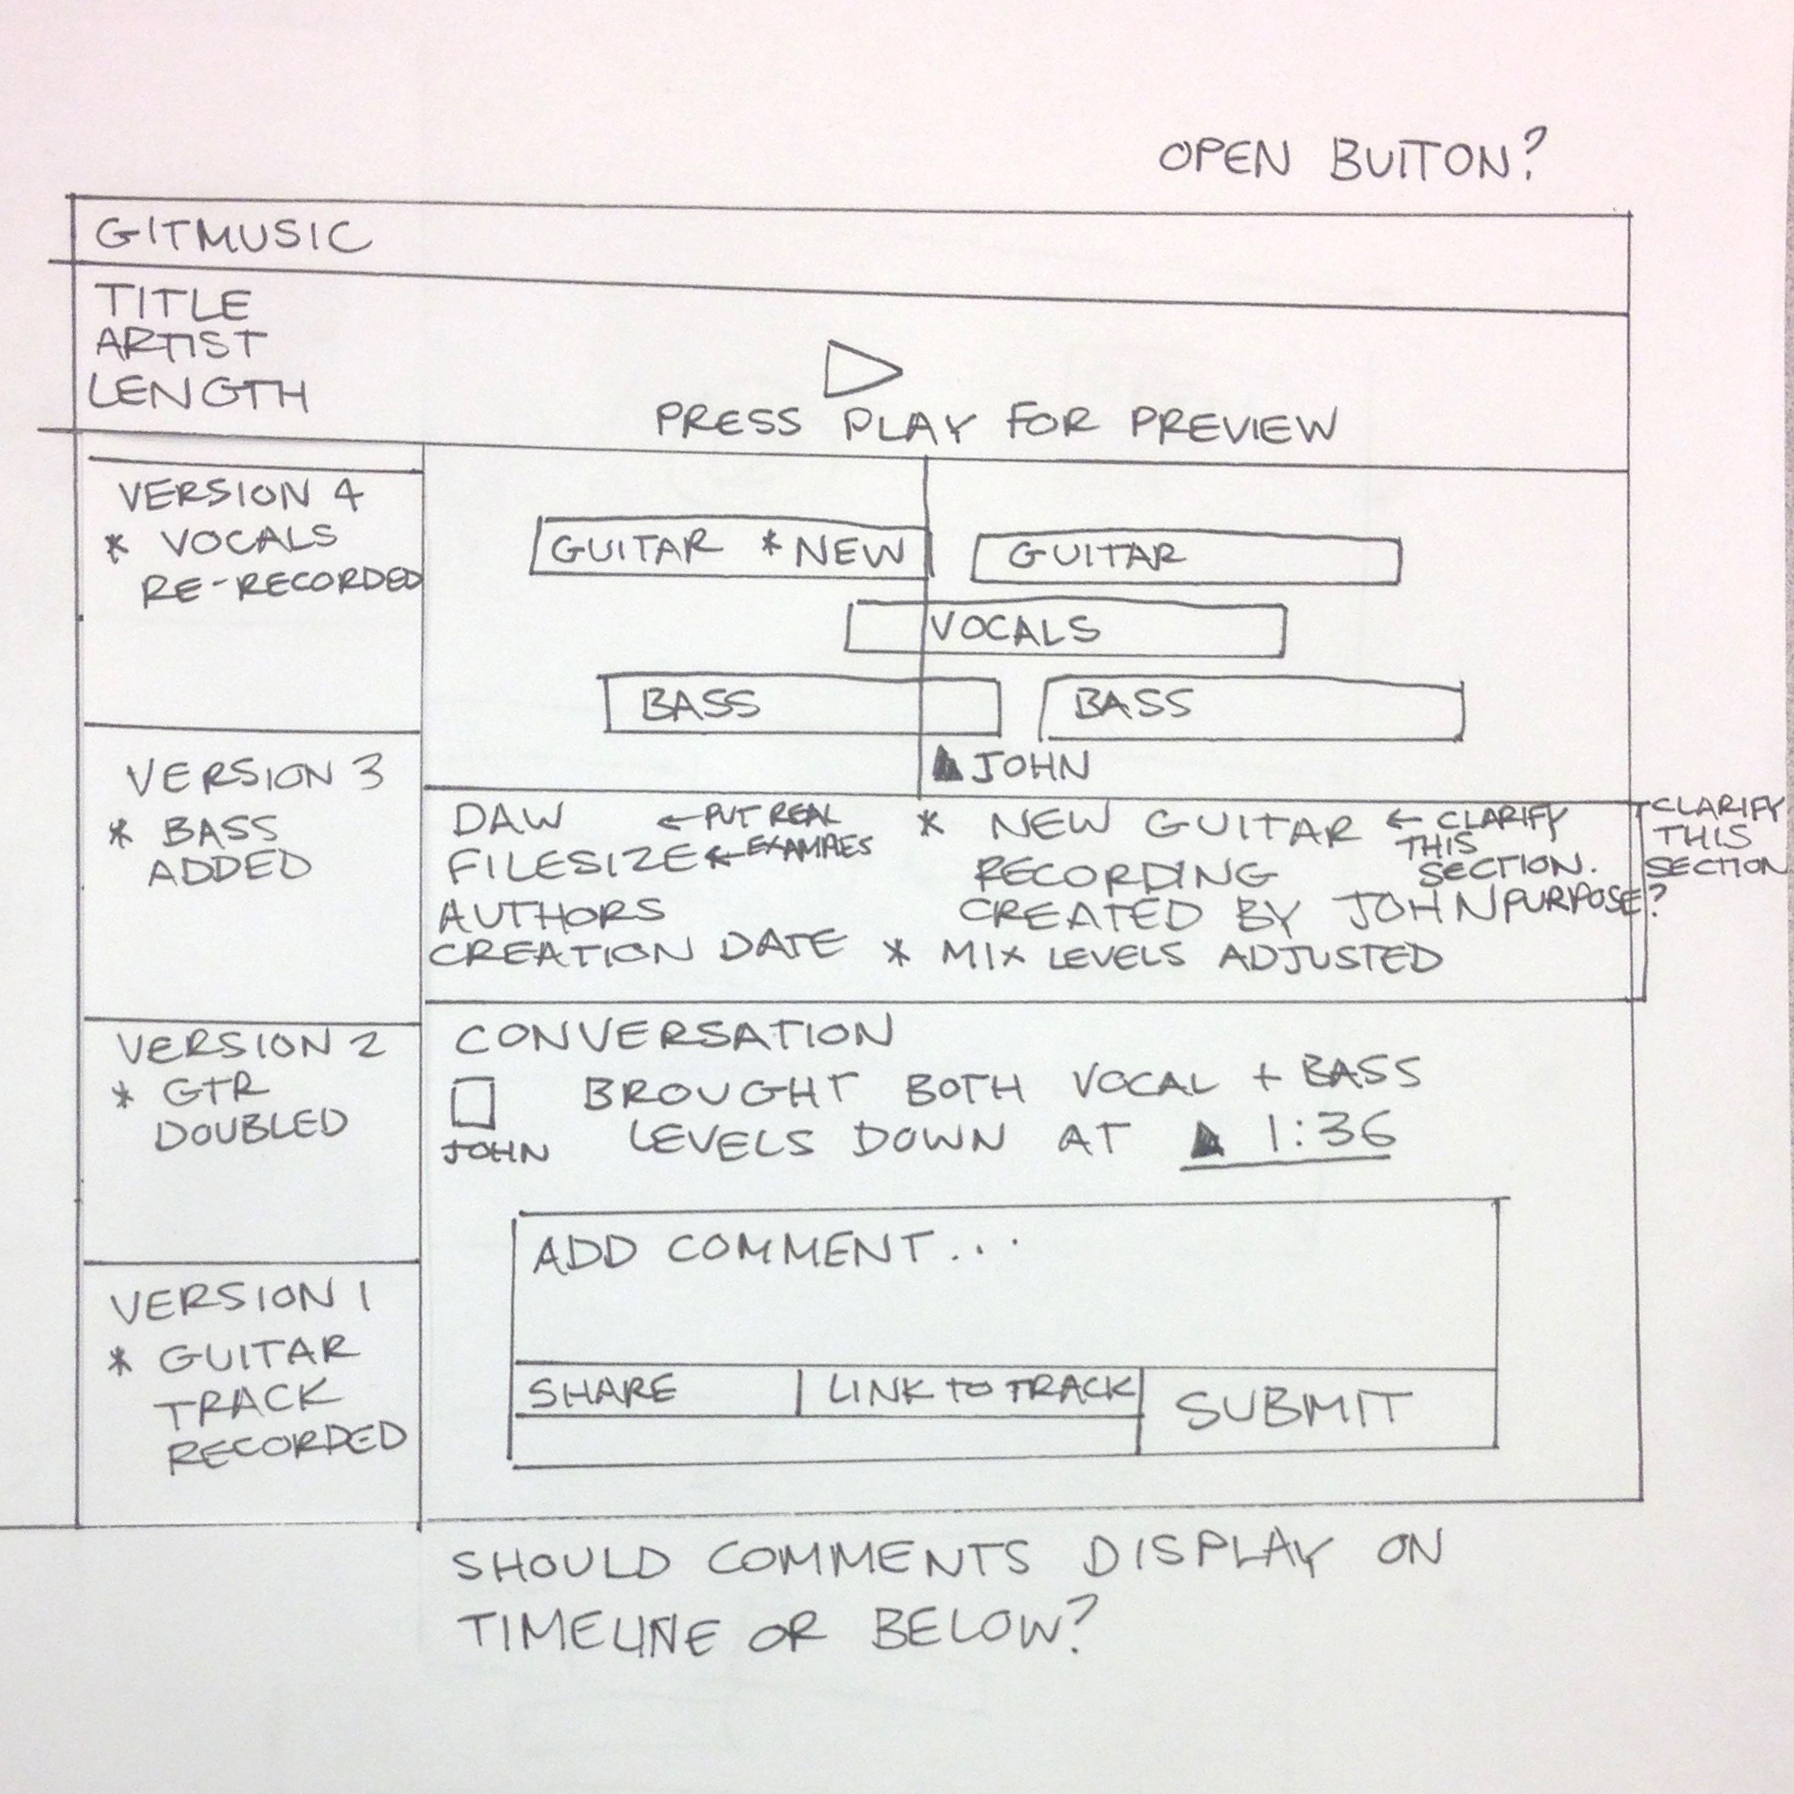 OPEN BUTTON?
GITMUSIC
TITLE
ARTIST
LENGTH
PRESS PLAY FOR PREVIEW
VERSION 4
* VOCALS
RE-RECORDED
VERSION 3
* BASS
ADDED
VERSION 2
* GTR
DOUBLED
VERSION 1
* GUITAR
TRACK
RECORDED
GUITAR *NEW
GUITAR
VOCALS
BASS
BASS
JOHN
DAW
FILESIZE
AUTHORS
CREATION DATE
← PUT REAL
← EXAMPLES
* NEW GUITAR
RECORDING
CREATED BY JOHN
* MIX LEVELS ADJUSTED
← CLARIFY
THIS
SECTION.
PURPOSE?
CLARIFY
THIS
SECTION
CONVERSATION
JOHN
BROUGHT BOTH VOCAL + BASS
LEVELS DOWN AT ▲ 1:36
ADD COMMENT...
SHARE
LINK TO TRACK
SUBMIT
SHOULD COMMENTS DISPLAY ON
TIMELINE OR BELOW?